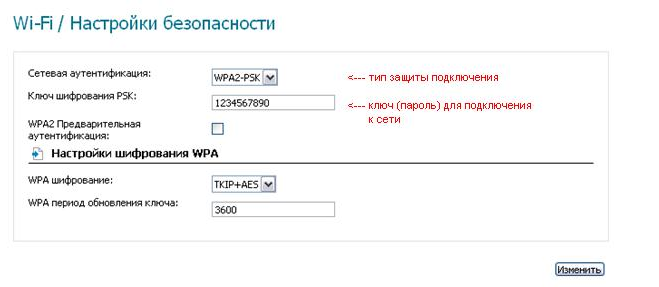 Wi-Fi / Настройки безопасности
Сетевая аутентификация:
WPA2-PSK
<--- тип защиты подключения
Ключ шифрования PSK:
1234567890
<--- ключ (пароль) для подключения
к сети
WPA2 Предварительная
аутентификация:
Настройки шифрования WPA
WPA шифрование:
TKIP+AES
WPA период обновления ключа:
3600
Изменить